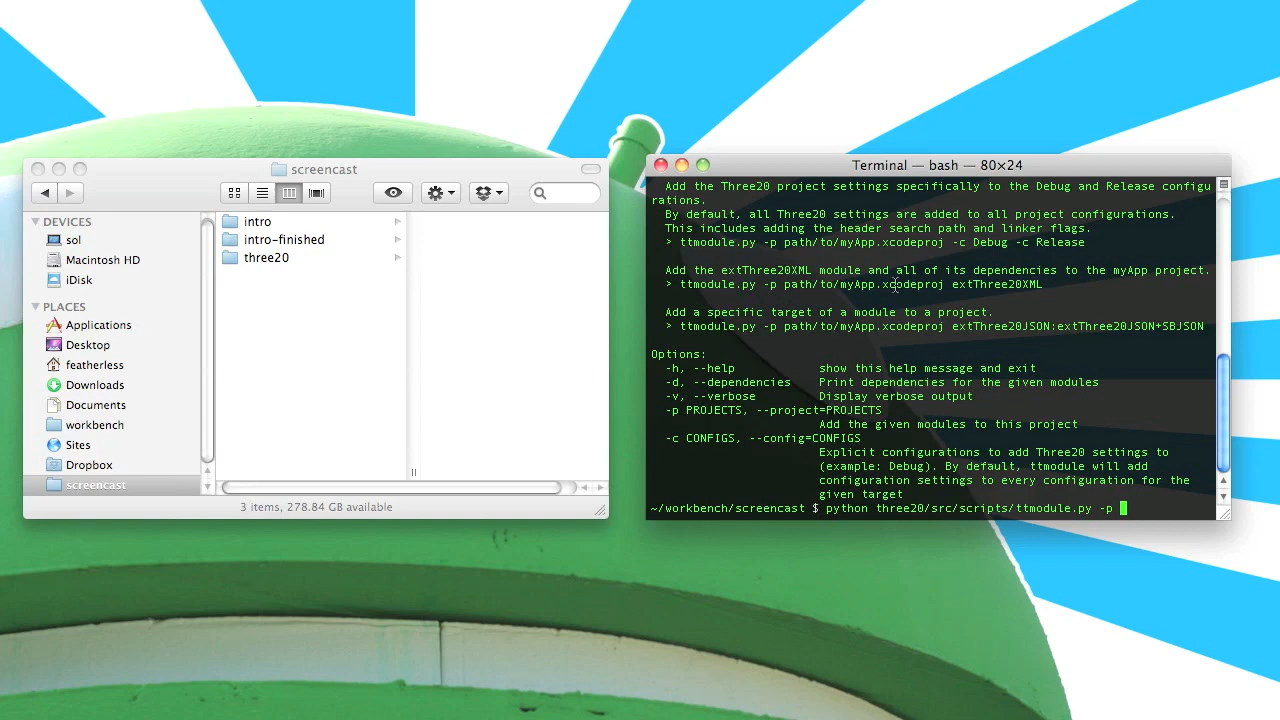 screencast
DEVICES
sol
Macintosh HD
iDisk
PLACES
Applications
Desktop
featherless
Downloads
Documents
workbench
Sites
Dropbox
screencast
intro
intro-finished
three20
3 items, 278.84 GB available
Terminal — bash — 80×24
Add the Three20 project settings specifically to the Debug and Release configu
rations.
By default, all Three20 settings are added to all project configurations.
This includes adding the header search path and linker flags.
> ttmodule.py -p path/to/myApp.xcodeproj -c Debug -c Release
Add the extThree20XML module and all of its dependencies to the myApp project.
> ttmodule.py -p path/to/myApp.xcodeproj extThree20XML
Add a specific target of a module to a project.
> ttmodule.py -p path/to/myApp.xcodeproj extThree20JSON:extThree20JSON+SBJSON
Options:
-h, --help show this help message and exit
-d, --dependencies Print dependencies for the given modules
-v, --verbose Display verbose output
-p PROJECTS, --project=PROJECTS
Add the given modules to this project
-c CONFIGS, --config=CONFIGS
Explicit configurations to add Three20 settings to
(example: Debug). By default, ttmodule will add
configuration settings to every configuration for the
given target
~/workbench/screencast $ python three20/src/scripts/ttmodule.py -p